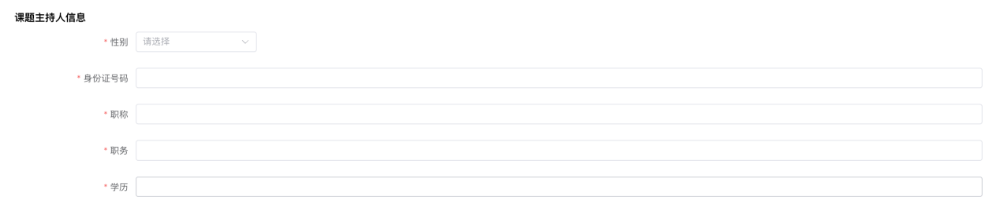 课题主持人信息
* 性别 请选择
* 身份证号码
* 职称
* 职务
* 学历